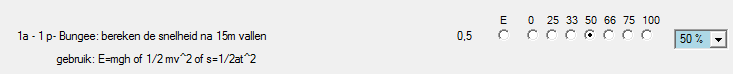 E 0 25 33 50 66 75 100
1a - 1 p- Bungee: bereken de snelheid na 15m vallen 0,5 50 %
gebruik: E=mgh of 1/2 mv^2 of s=1/2at^2